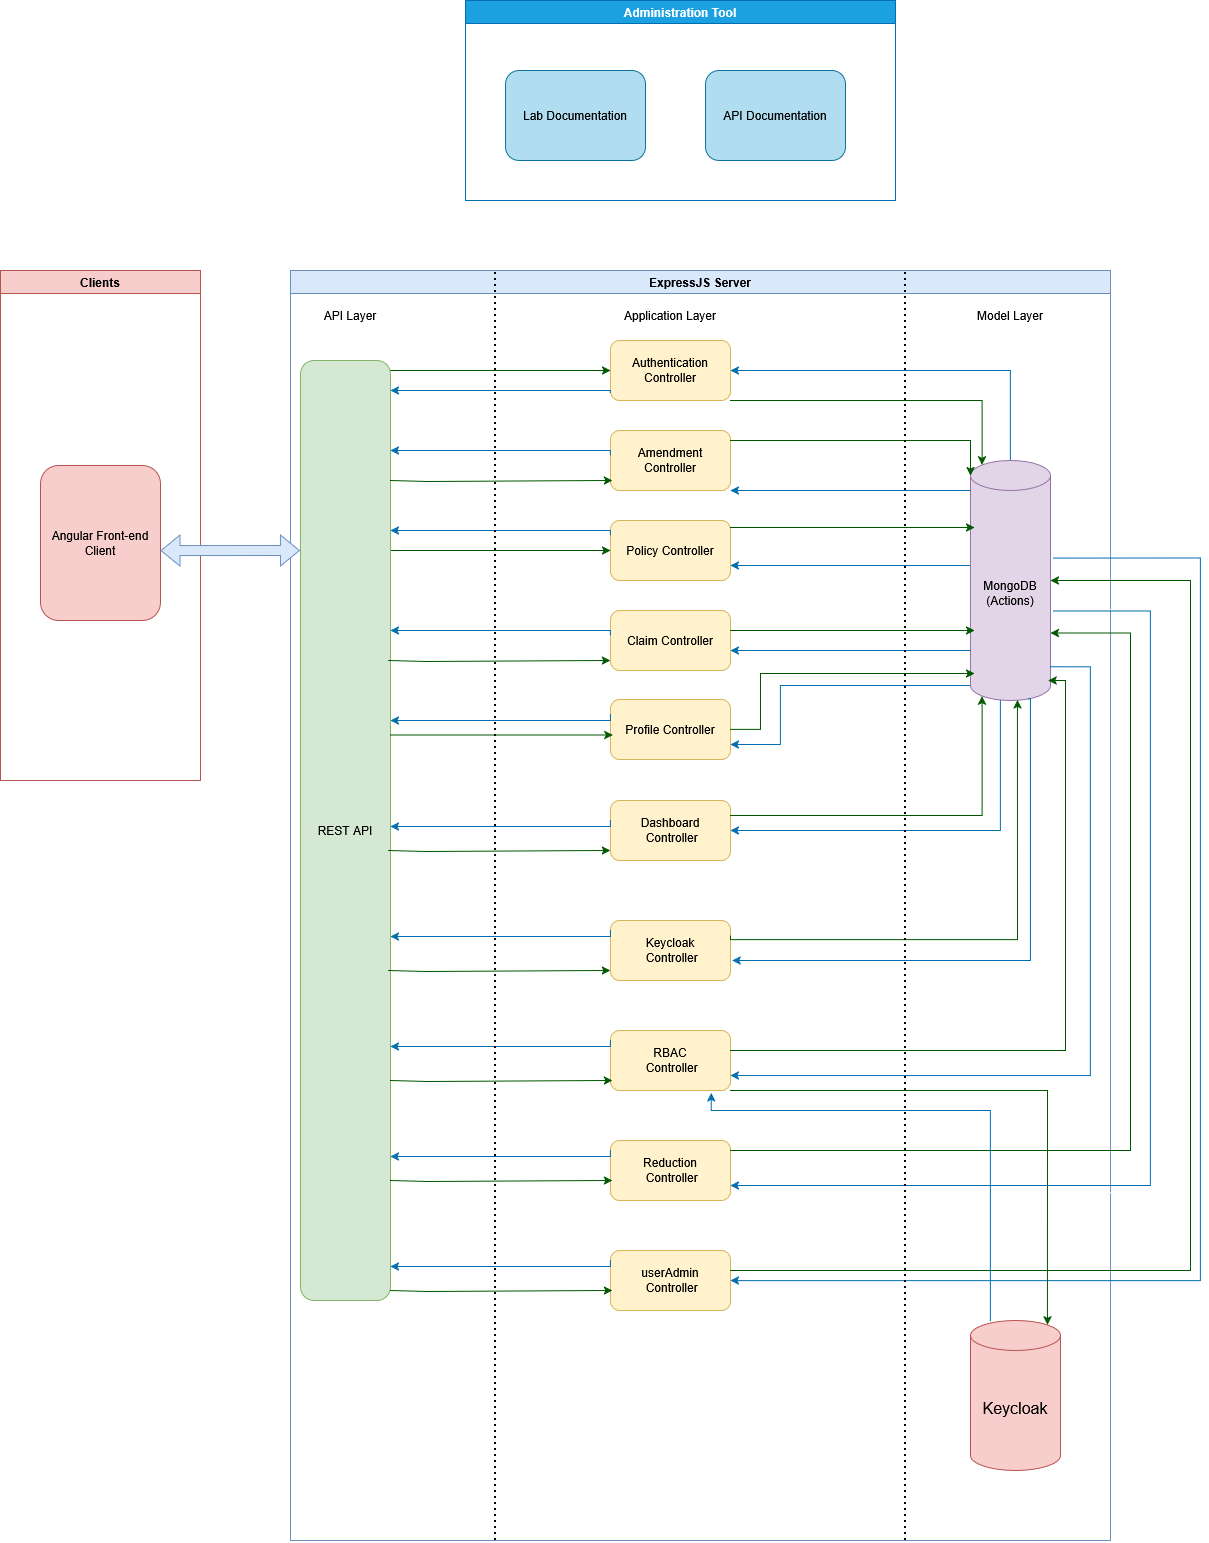 Administration Tool
Lab Documentation
API Documentation
Clients
Angular Front-end
Client
ExpressJS Server
API Layer
Application Layer
Model Layer
REST API
Authentication
Controller
Amendment
Controller
Policy Controller
Claim Controller
Profile Controller
Dashboard
Controller
Keycloak
Controller
RBAC
Controller
Reduction
Controller
userAdmin
Controller
MongoDB
(Actions)
Keycloak